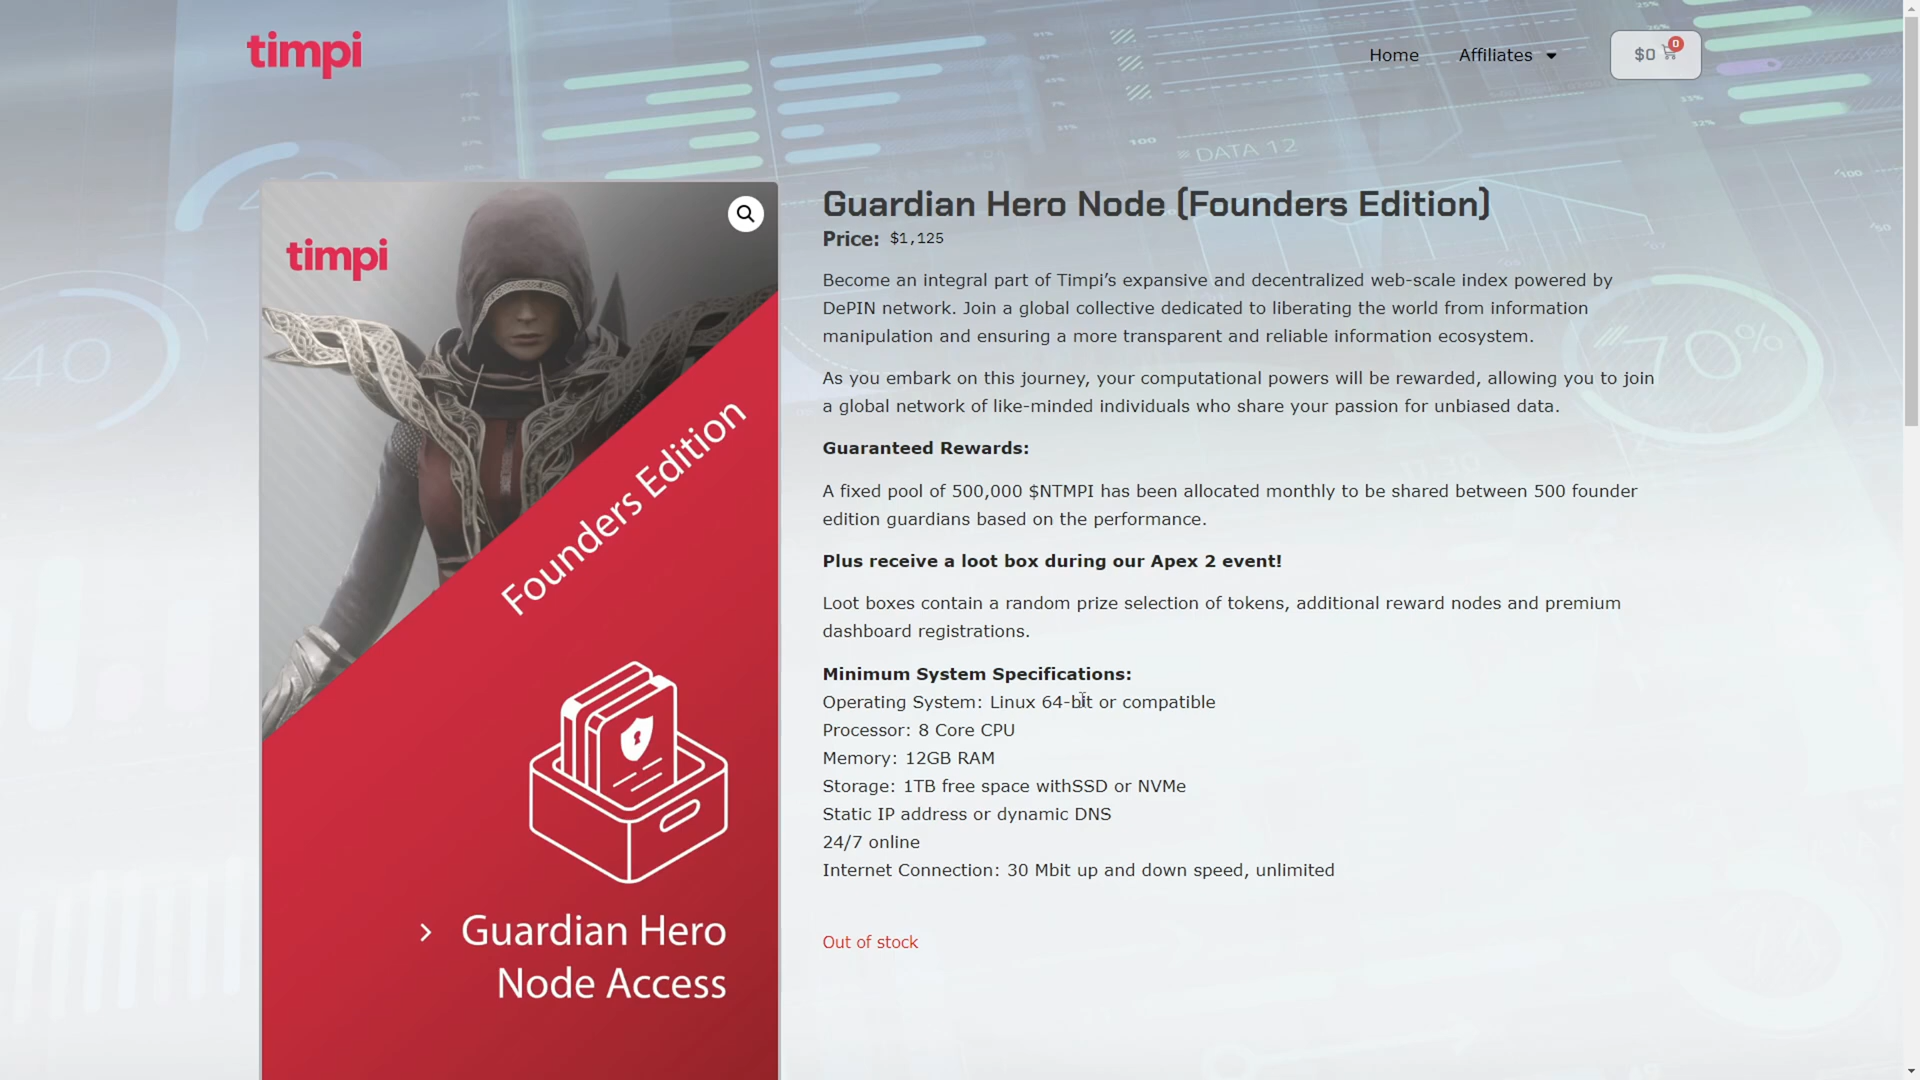 timpi
Home
Affiliates
$0
0
DATA 12
100
40
70%
timpi
Founders Edition
Guardian Hero
Node Access
Guardian Hero Node (Founders Edition)
Price: $1,125
Become an integral part of Timpi’s expansive and decentralized web-scale index powered by
DePIN network. Join a global collective dedicated to liberating the world from information
manipulation and ensuring a more transparent and reliable information ecosystem.
As you embark on this journey, your computational powers will be rewarded, allowing you to join
a global network of like-minded individuals who share your passion for unbiased data.
Guaranteed Rewards:
A fixed pool of 500,000 $NTMPI has been allocated monthly to be shared between 500 founder
edition guardians based on the performance.
Plus receive a loot box during our Apex 2 event!
Loot boxes contain a random prize selection of tokens, additional reward nodes and premium
dashboard registrations.
Minimum System Specifications:
Operating System: Linux 64-bit or compatible
Processor: 8 Core CPU
Memory: 12GB RAM
Storage: 1TB free space withSSD or NVMe
Static IP address or dynamic DNS
24/7 online
Internet Connection: 30 Mbit up and down speed, unlimited
Out of stock